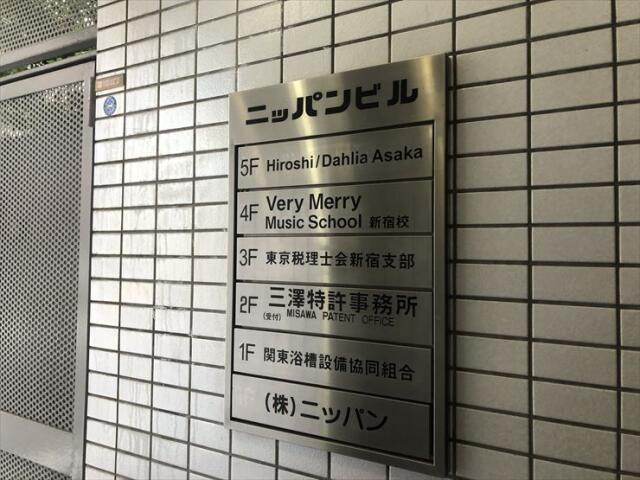 ニッパンビル
5F Hiroshi/Dahlia Asaka
4F Very Merry
Music School 新宿校
3F 東京税理士会新宿支部
2F 三澤特許事務所
(受付) MISAWA PATENT OFFICE
1F 関東浴槽設備協同組合
(株)ニッパン